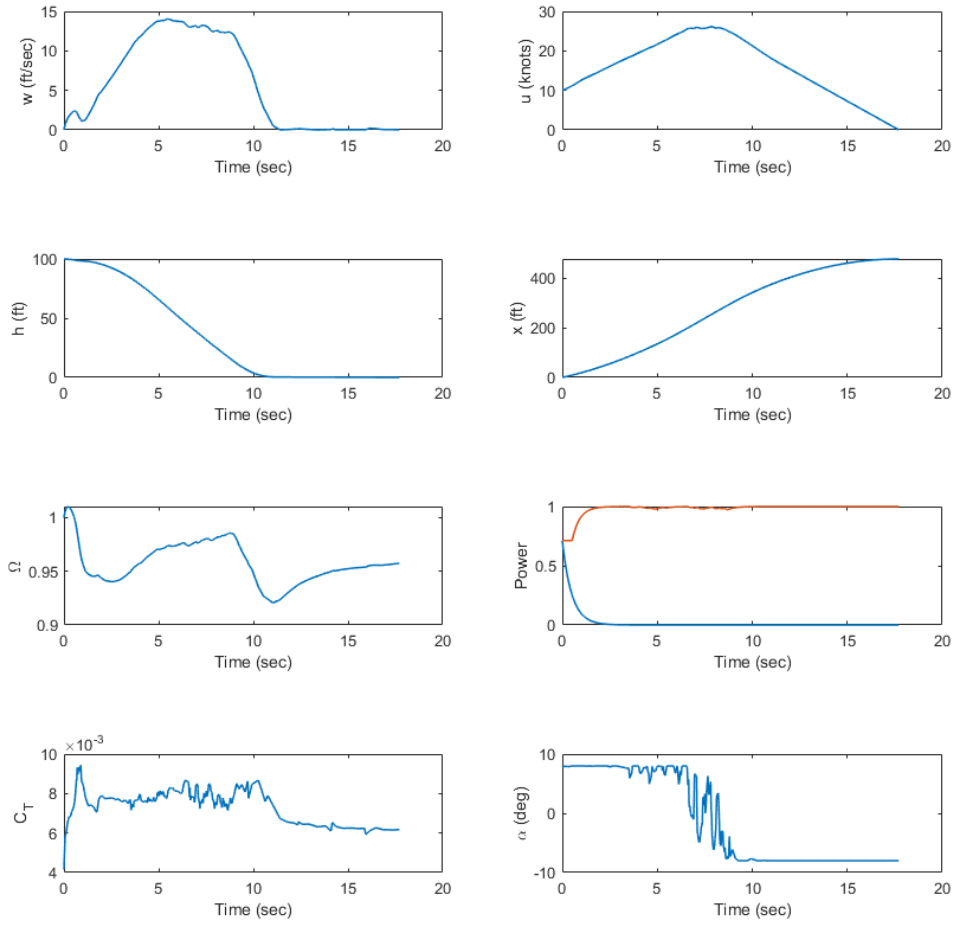 w (ft/sec)
15
10
5
0
0 5 10 15 20
Time (sec)
u (knots)
30
20
10
0
0 5 10 15 20
Time (sec)
h (ft)
100
50
0
0 5 10 15 20
Time (sec)
x (ft)
400
200
0
0 5 10 15 20
Time (sec)
Ω
1
0.95
0.9
0 5 10 15 20
Time (sec)
Power
1
0.5
0
0 5 10 15 20
Time (sec)
×10⁻³
C_T
10
8
6
4
0 5 10 15 20
Time (sec)
α (deg)
10
0
-10
0 5 10 15 20
Time (sec)